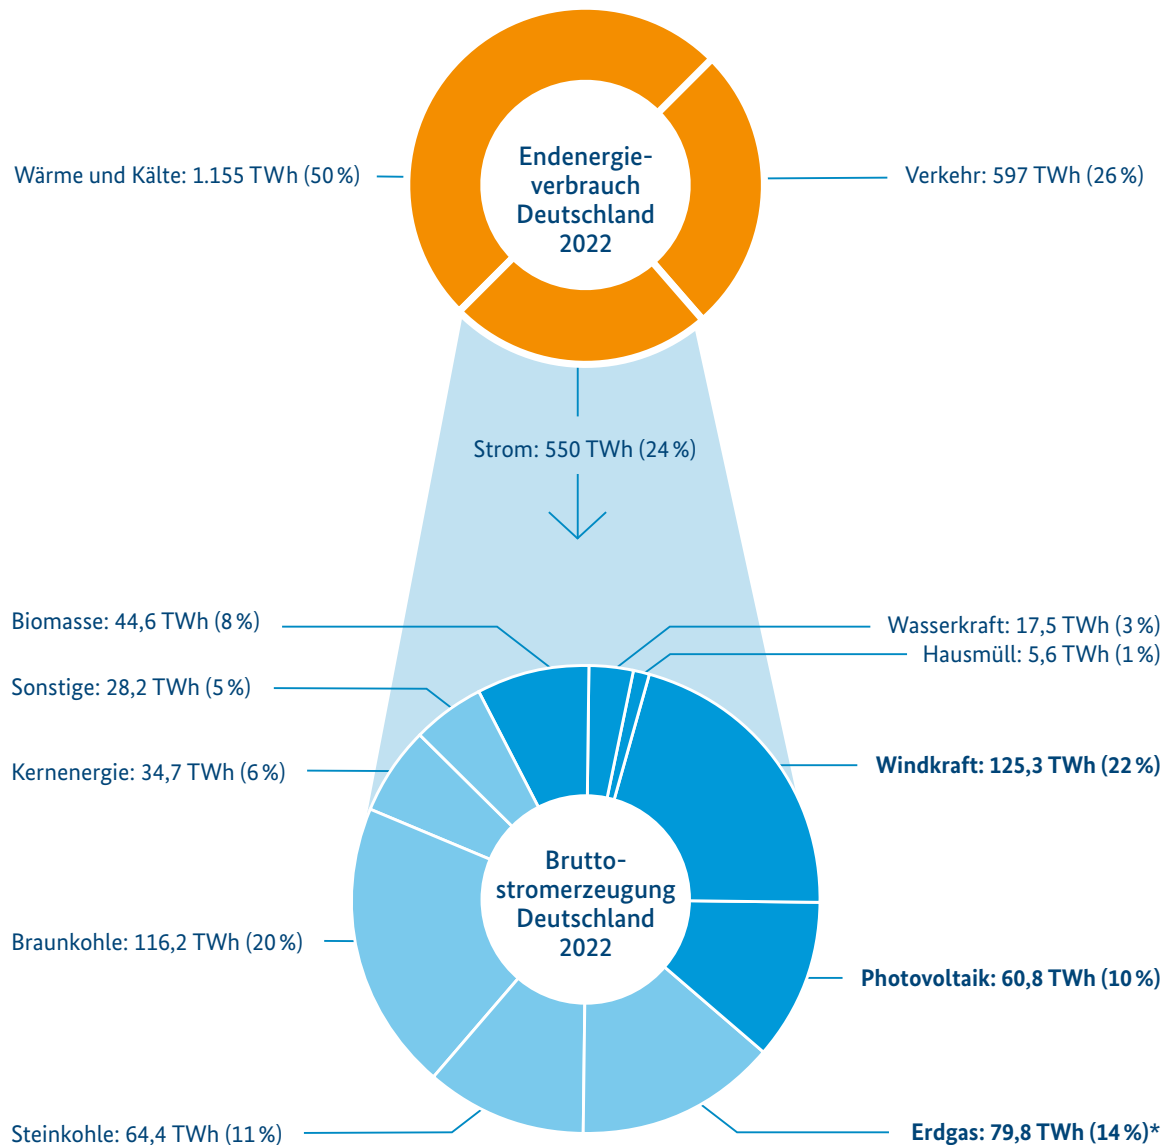 Endenergie-
verbrauch
Deutschland
2022
Wärme und Kälte: 1.155 TWh (50 %)
Verkehr: 597 TWh (26 %)
Strom: 550 TWh (24 %)
Biomasse: 44,6 TWh (8 %)
Wasserkraft: 17,5 TWh (3 %)
Hausmüll: 5,6 TWh (1 %)
Sonstige: 28,2 TWh (5 %)
Kernenergie: 34,7 TWh (6 %)
Windkraft: 125,3 TWh (22 %)
Brutto-
stromerzeugung
Deutschland
2022
Braunkohle: 116,2 TWh (20 %)
Photovoltaik: 60,8 TWh (10 %)
Steinkohle: 64,4 TWh (11 %)
Erdgas: 79,8 TWh (14 %)*